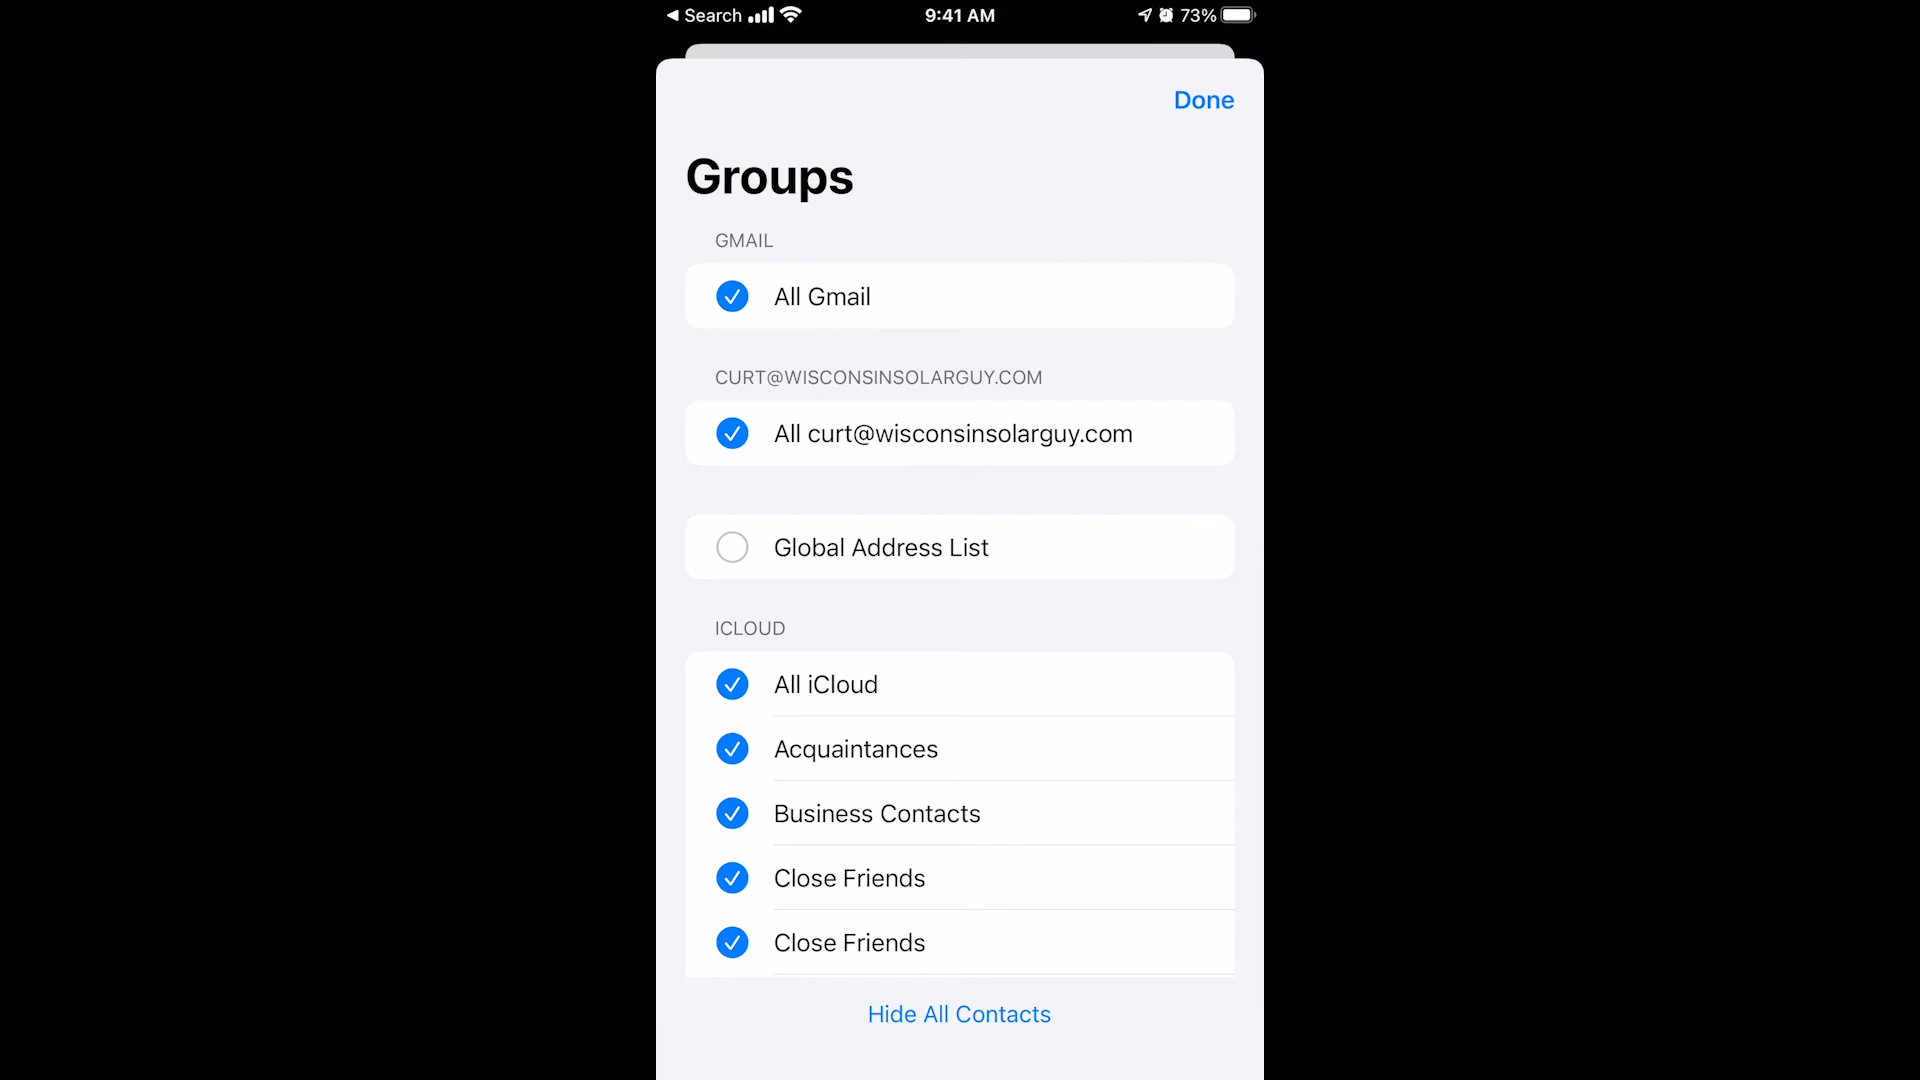 Search 9:41 AM 73%
Done
Groups
GMAIL
All Gmail
CURT@WISCONSINSOLARGUY.COM
All curt@wisconsinsolarguy.com
Global Address List
ICLOUD
All iCloud
Acquaintances
Business Contacts
Close Friends
Close Friends
Hide All Contacts